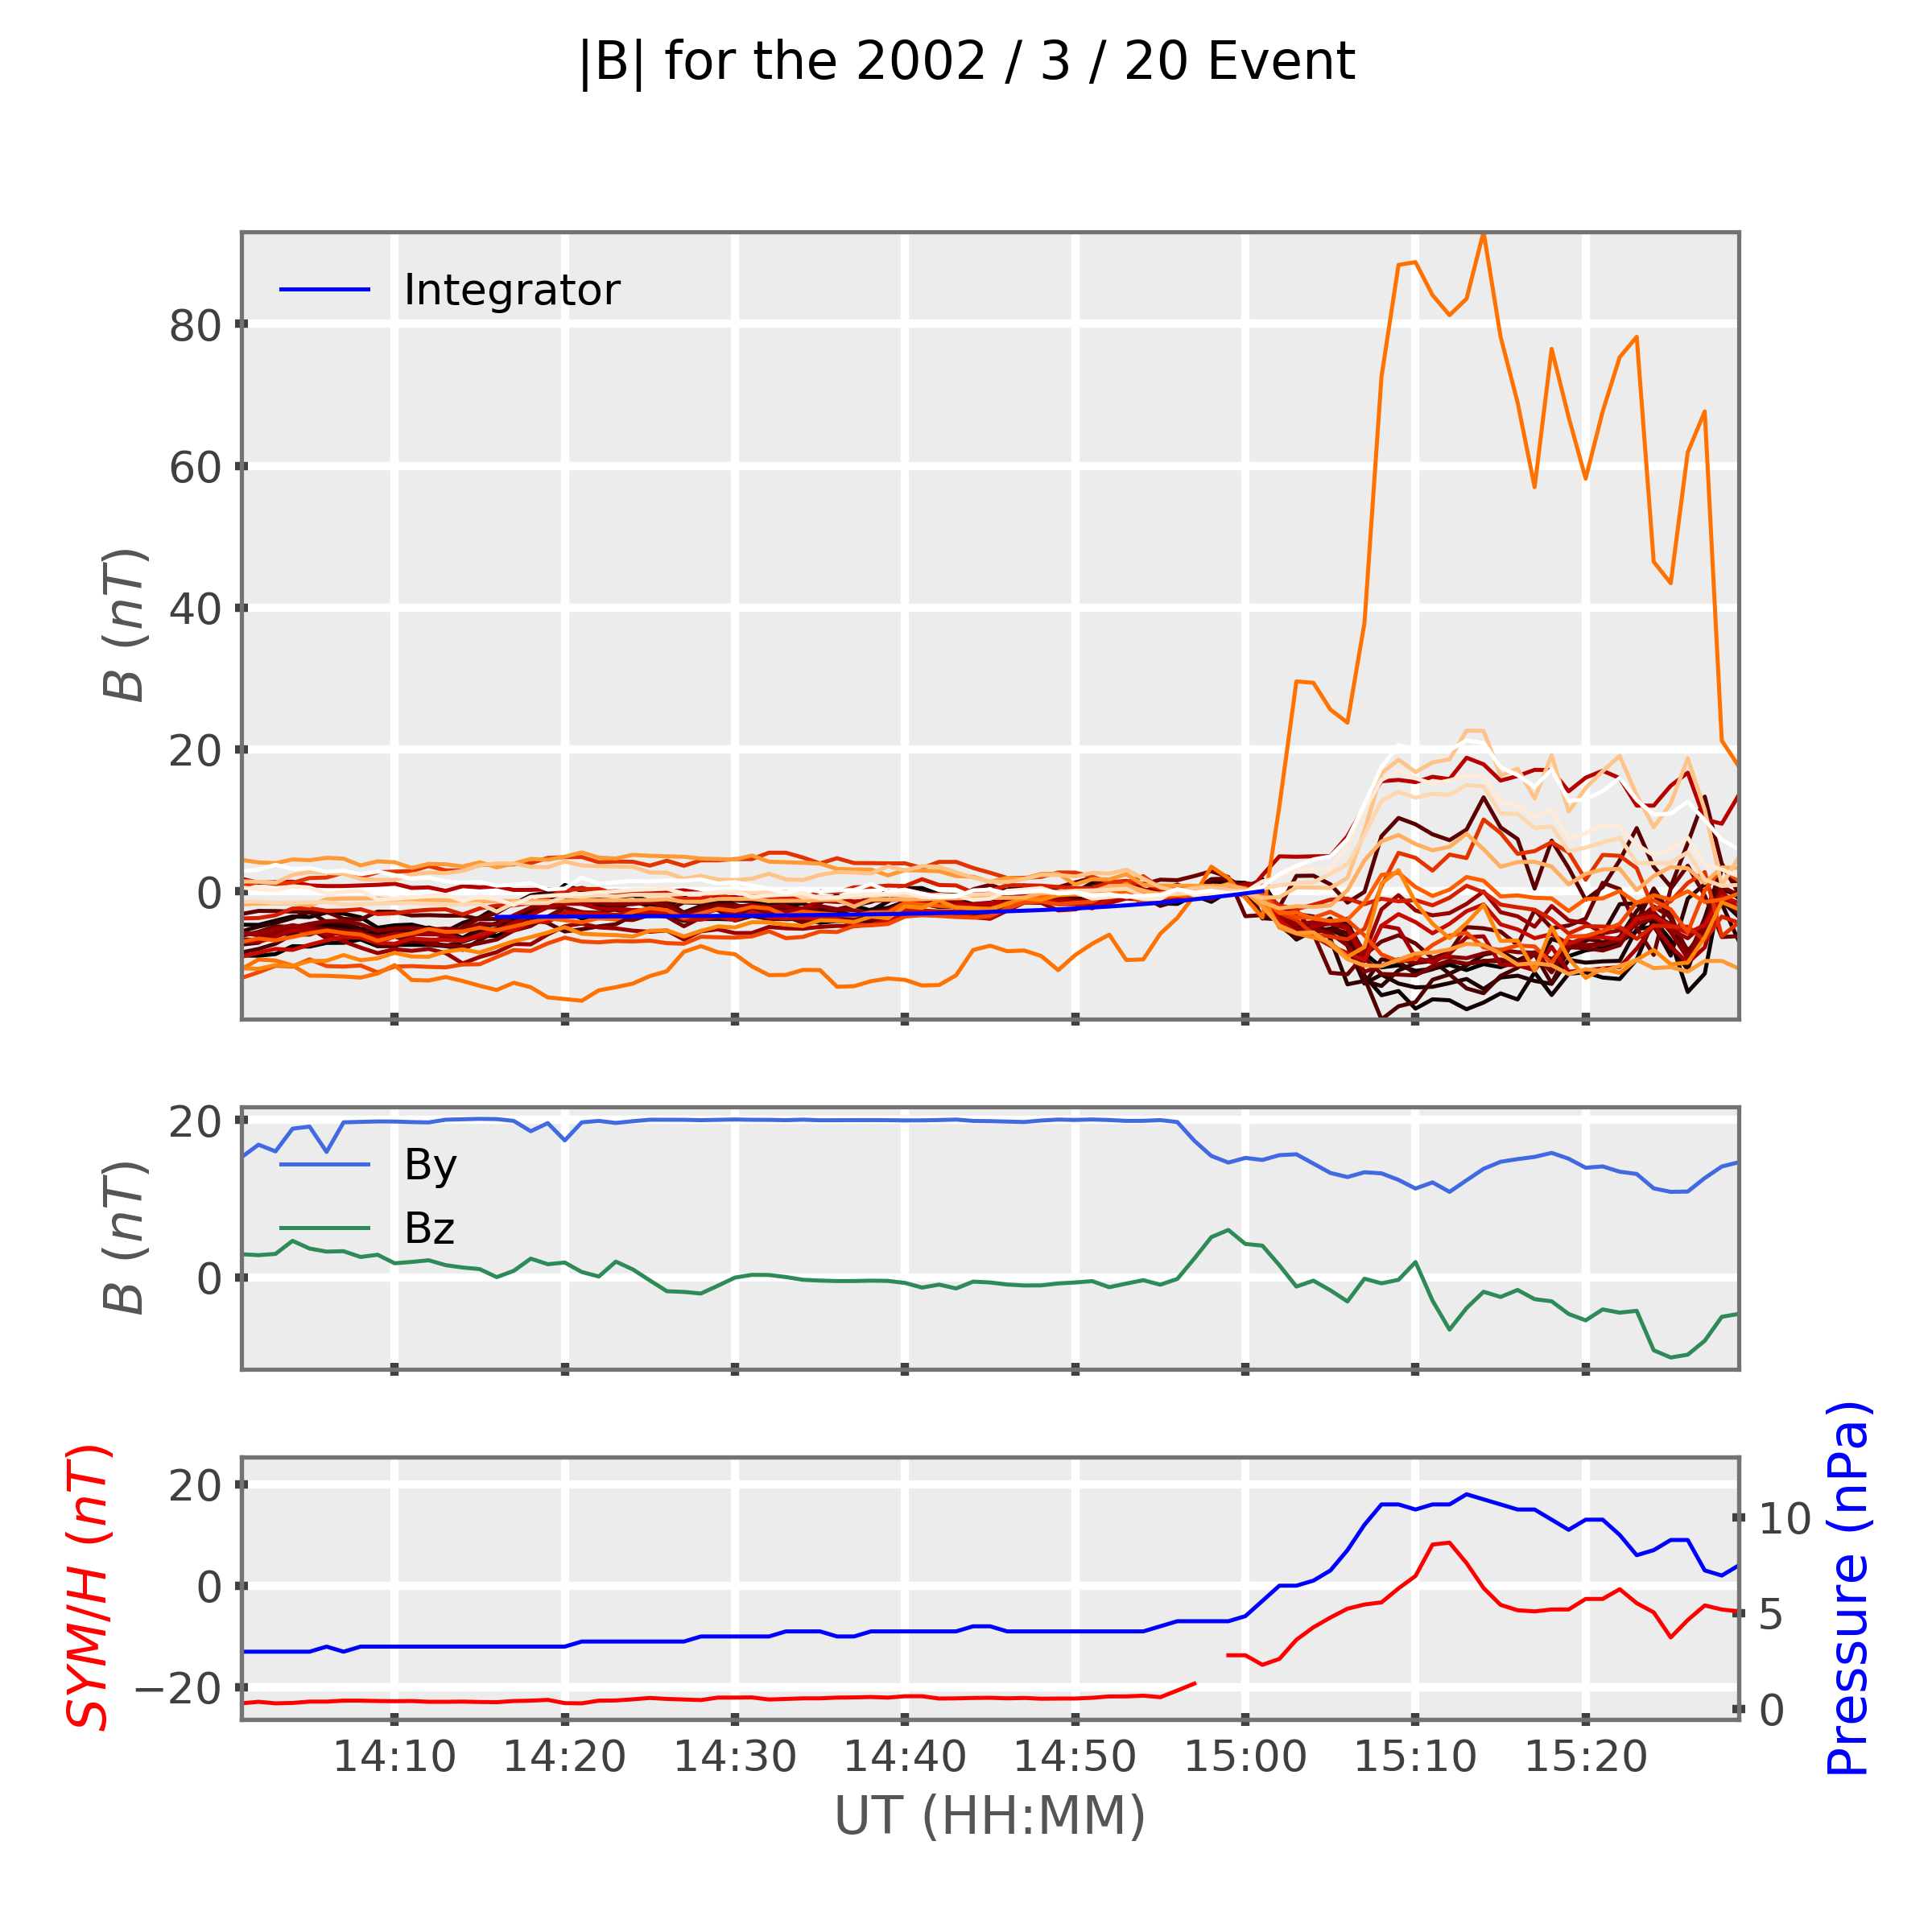 |B| for the 2002 / 3 / 20 Event
Integrator
80
60
40
20
0
B (nT)
20
0
B (nT)
By
Bz
20
0
−20
SYM/H (nT)
10
5
0
Pressure (nPa)
14:10 14:20 14:30 14:40 14:50 15:00 15:10 15:20
UT (HH:MM)